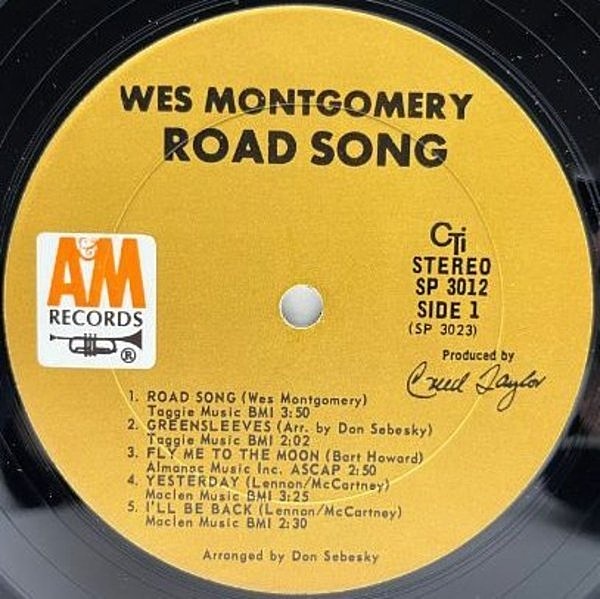 WES MONTGOMERY
ROAD SONG
CTi
STEREO
SP 3012
SIDE 1
(SP 3023)
A&M
RECORDS
®
Produced by
Creed Taylor
1. ROAD SONG (Wes Montgomery)
Taggie Music BMI 3:50
2. GREENSLEEVES (Arr. by Don Sebesky)
Taggie Music BMI 2:02
3. FLY ME TO THE MOON (Bart Howard)
Almanac Music Inc. ASCAP 2:50
4. YESTERDAY (Lennon/McCartney)
Maclen Music BMI 3:25
5. I'LL BE BACK (Lennon/McCartney)
Maclen Music BMI 2:30
Arranged by Don Sebesky